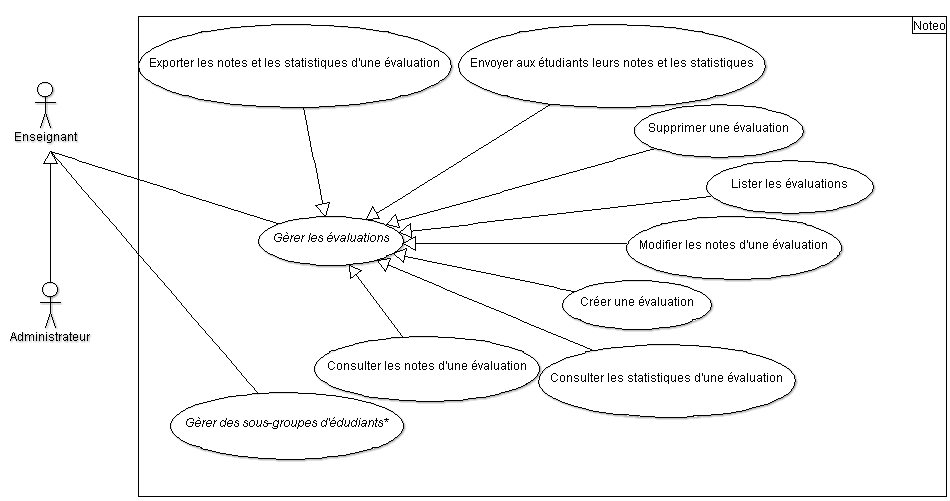 Noteo
Exporter les notes et les statistiques d'une évaluation
Envoyer aux étudiants leurs notes et les statistiques
Supprimer une évaluation
Enseignant
Lister les évaluations
Gèrer les évaluations
Modifier les notes d'une évaluation
Créer une évaluation
Administrateur
Consulter les notes d'une évaluation
Consulter les statistiques d'une évaluation
Gèrer des sous-groupes d'édudiants*